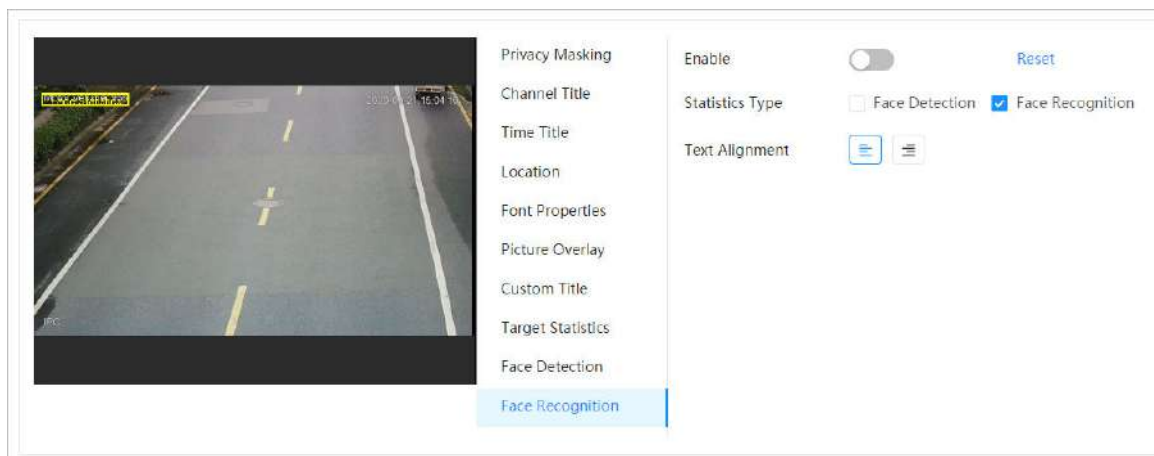 Privacy Masking
Channel Title
Time Title
Location
Font Properties
Picture Overlay
Custom Title
Target Statistics
Face Detection
Face Recognition
Enable
Reset
Statistics Type
Face Detection
Face Recognition
Text Alignment
IPC